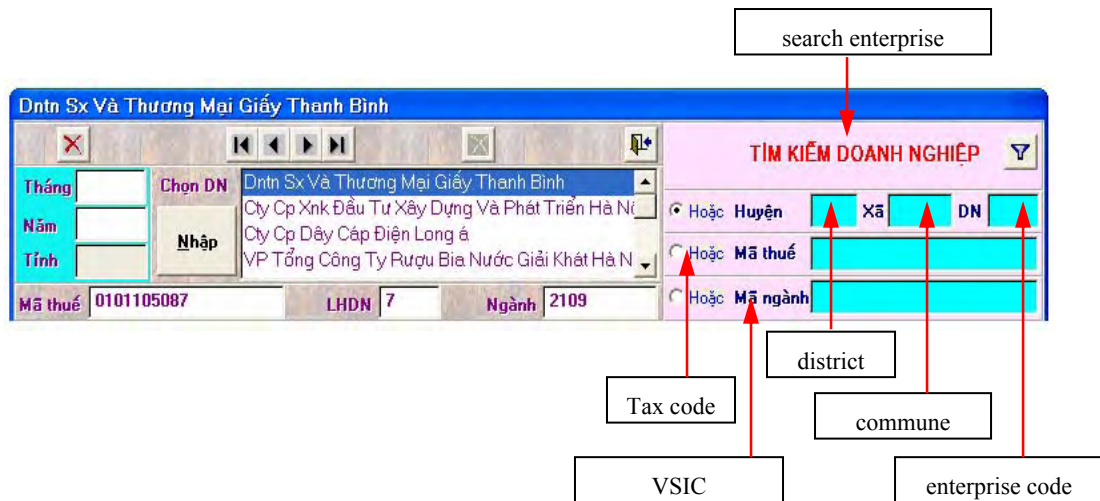 search enterprise
Dntn Sx Và Thương Mại Giấy Thanh Bình
TÌM KIẾM DOANH NGHIỆP
Tháng
Chọn DN
Dntn Sx Và Thương Mại Giấy Thanh Bình
Cty Cp Xnk Đầu Tư Xây Dựng Và Phát Triển Hà Nộ
Năm
Nhập
Cty Cp Dây Cáp Điện Long á
Tỉnh
VP Tổng Công Ty Rượu Bia Nước Giải Khát Hà N
Hoặc Huyện Xã DN
Hoặc Mã thuế
Mã thuế 0101105087 LHDN 7 Ngành 2109
Hoặc Mã ngành
district
Tax code
commune
VSIC
enterprise code